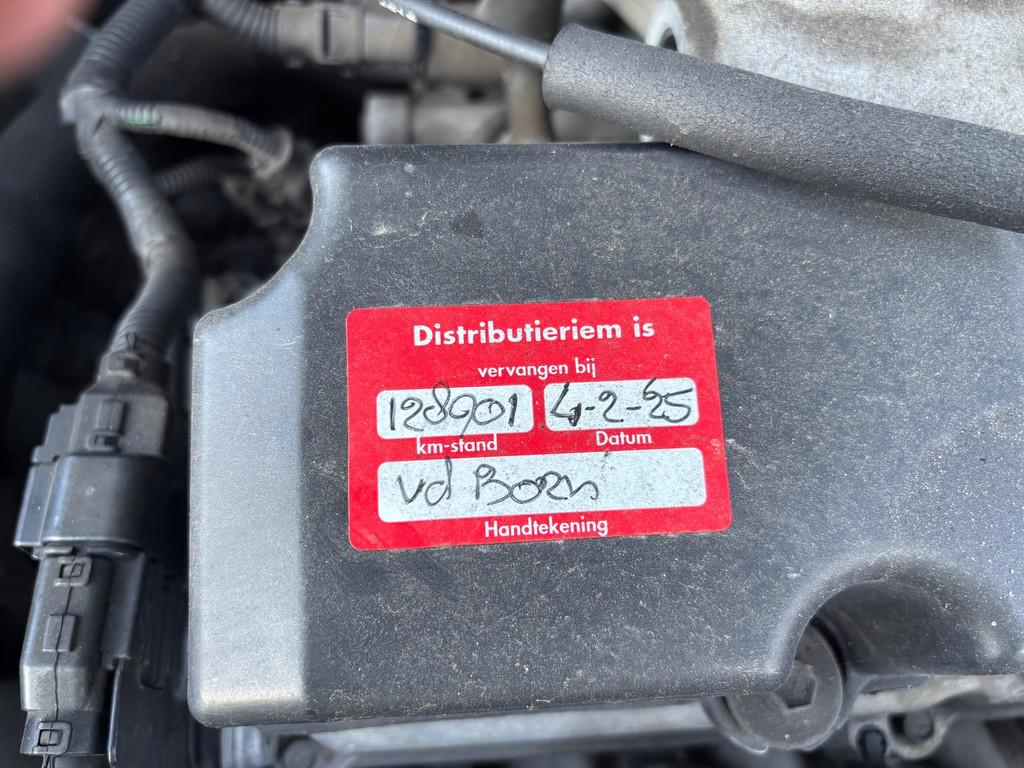 Distributieriem is
vervangen bij
128901 4-2-25
km-stand Datum
vd Born
Handtekening